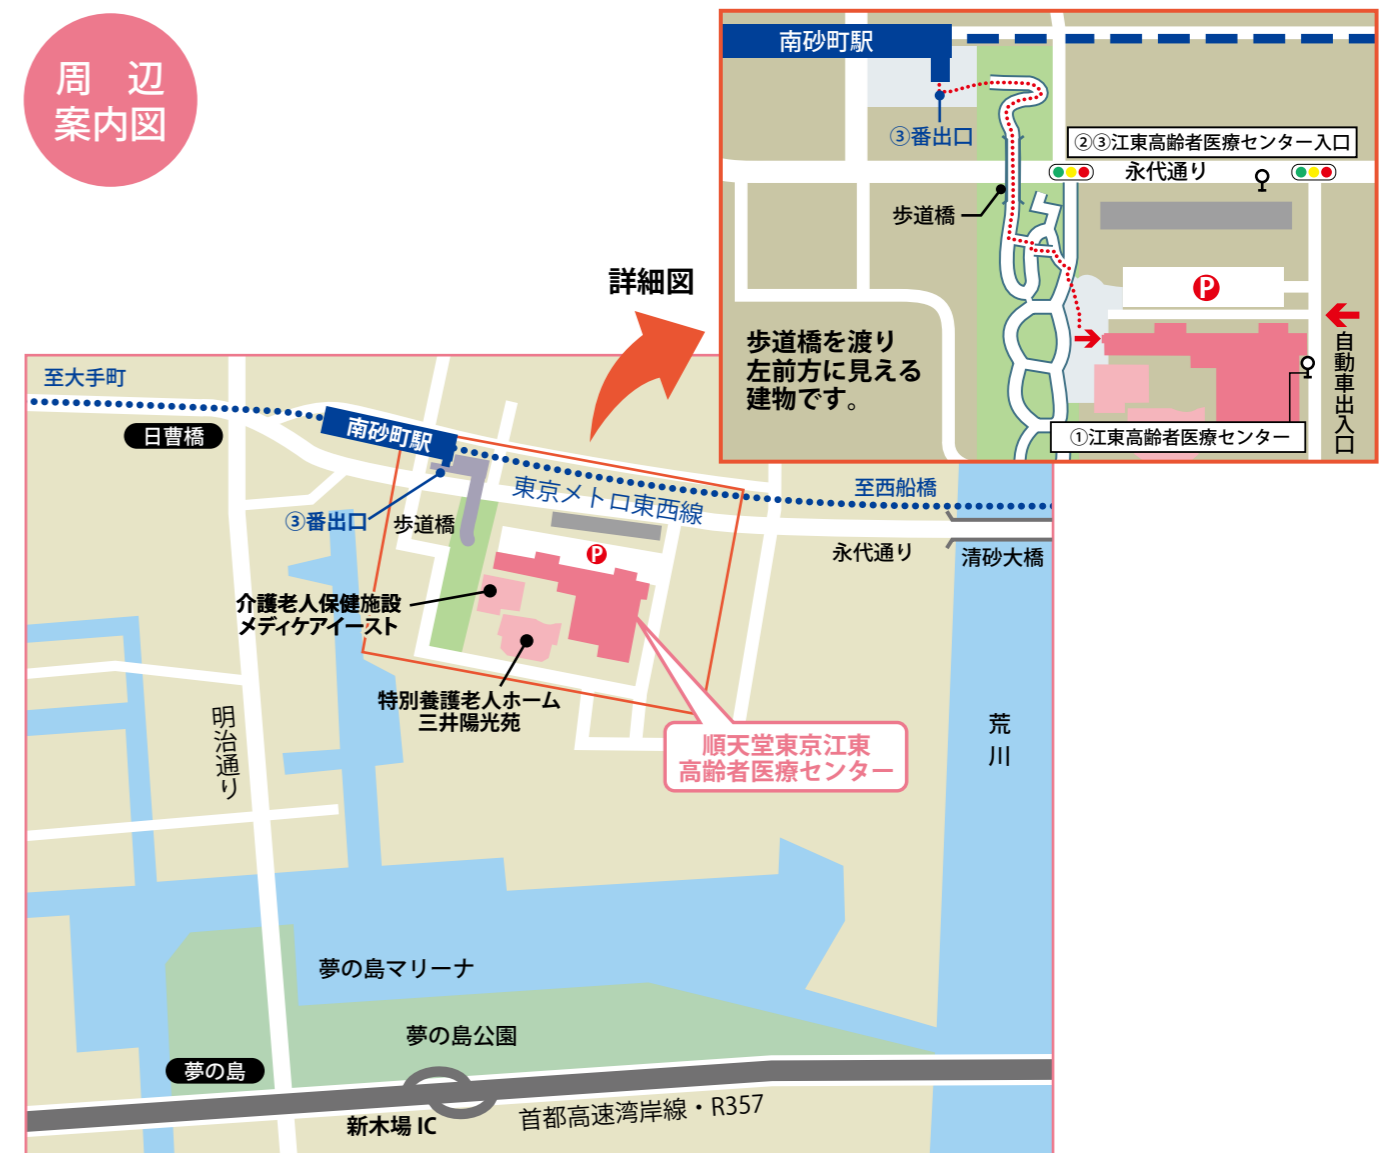 周　辺
案内図
南砂町駅
③番出口
②③江東高齢者医療センター入口
永代通り
歩道橋
P
歩道橋を渡り
左前方に見える
建物です。
自動車出入口
①江東高齢者医療センター
詳細図
至大手町
日曹橋
南砂町駅
東京メトロ東西線
至西船橋
③番出口
歩道橋
永代通り
清砂大橋
P
介護老人保健施設
メディケアイースト
特別養護老人ホーム
三井陽光苑
明治通り
順天堂東京江東
高齢者医療センター
荒川
夢の島マリーナ
夢の島公園
夢の島
新木場 IC
首都高速湾岸線・R357